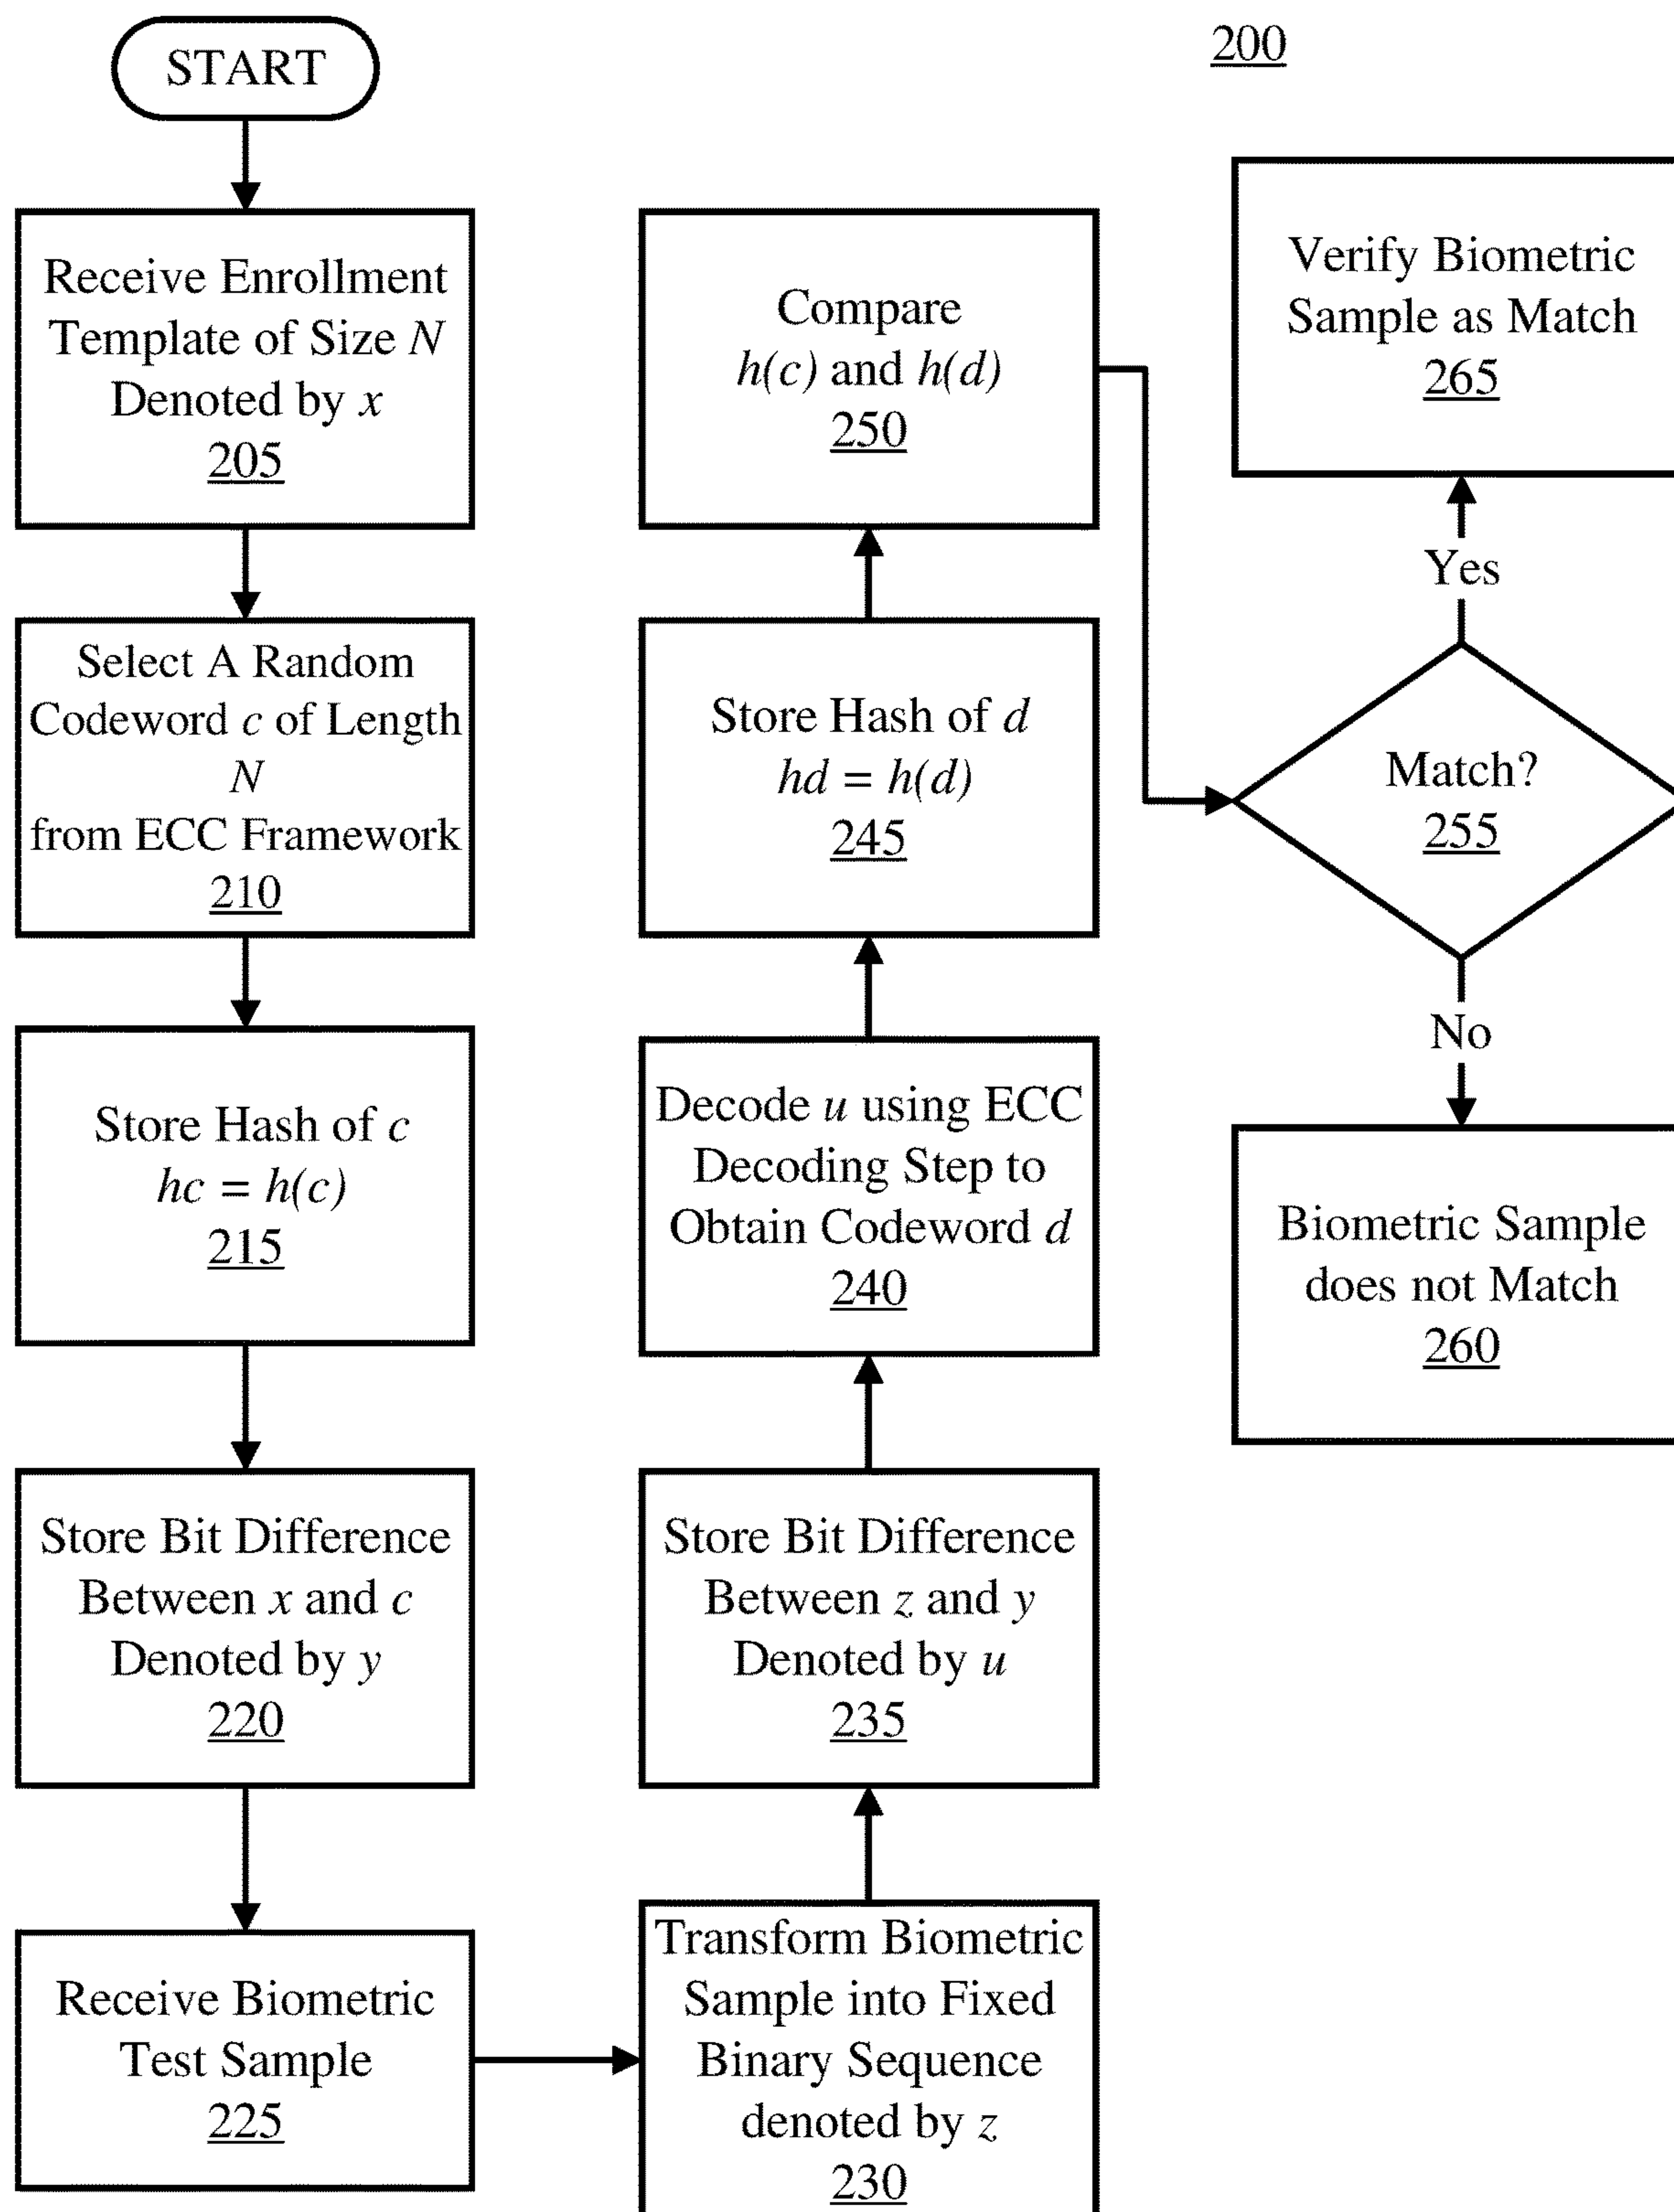 200
START
Receive Enrollment
Template of Size N
Denoted by x
205
Select A Random
Codeword c of Length
N
from ECC Framework
210
Store Hash of c
hc = h(c)
215
Store Bit Difference
Between x and c
Denoted by y
220
Receive Biometric
Test Sample
225
Transform Biometric
Sample into Fixed
Binary Sequence
denoted by z
230
Store Bit Difference
Between z and y
Denoted by u
235
Decode u using ECC
Decoding Step to
Obtain Codeword d
240
Store Hash of d
hd = h(d)
245
Compare
h(c) and h(d)
250
Match?
255
Yes
Verify Biometric
Sample as Match
265
No
Biometric Sample
does not Match
260